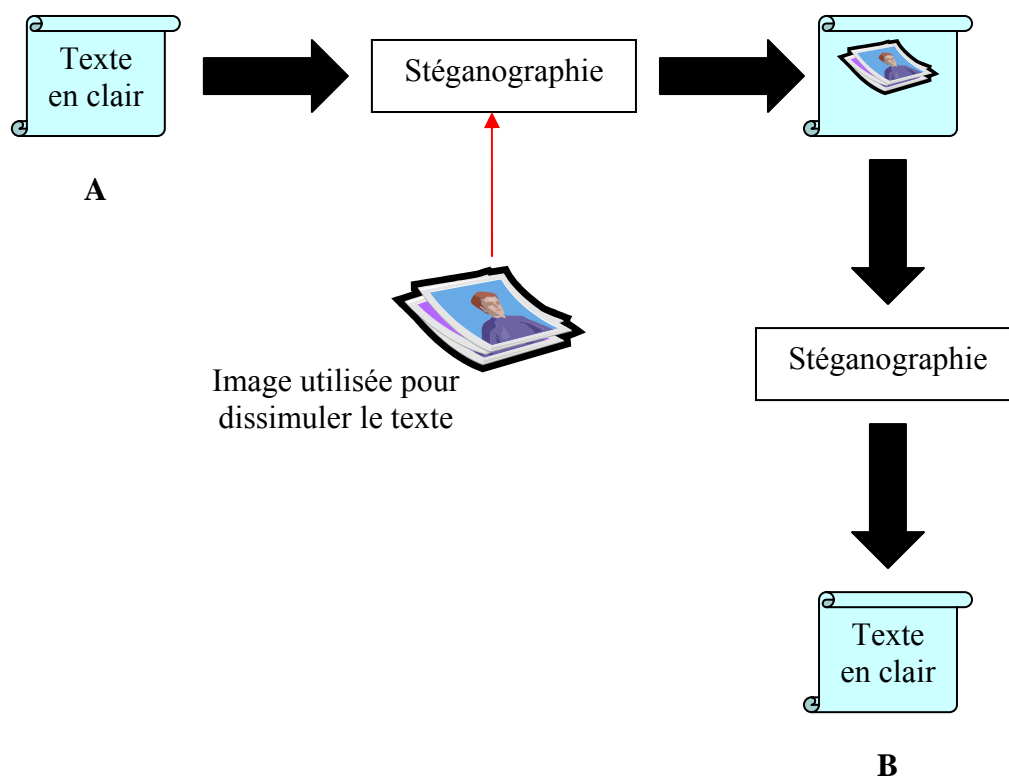 Texte
en clair
Stéganographie
A
Image utilisée pour
dissimuler le texte
Stéganographie
Texte
en clair
B